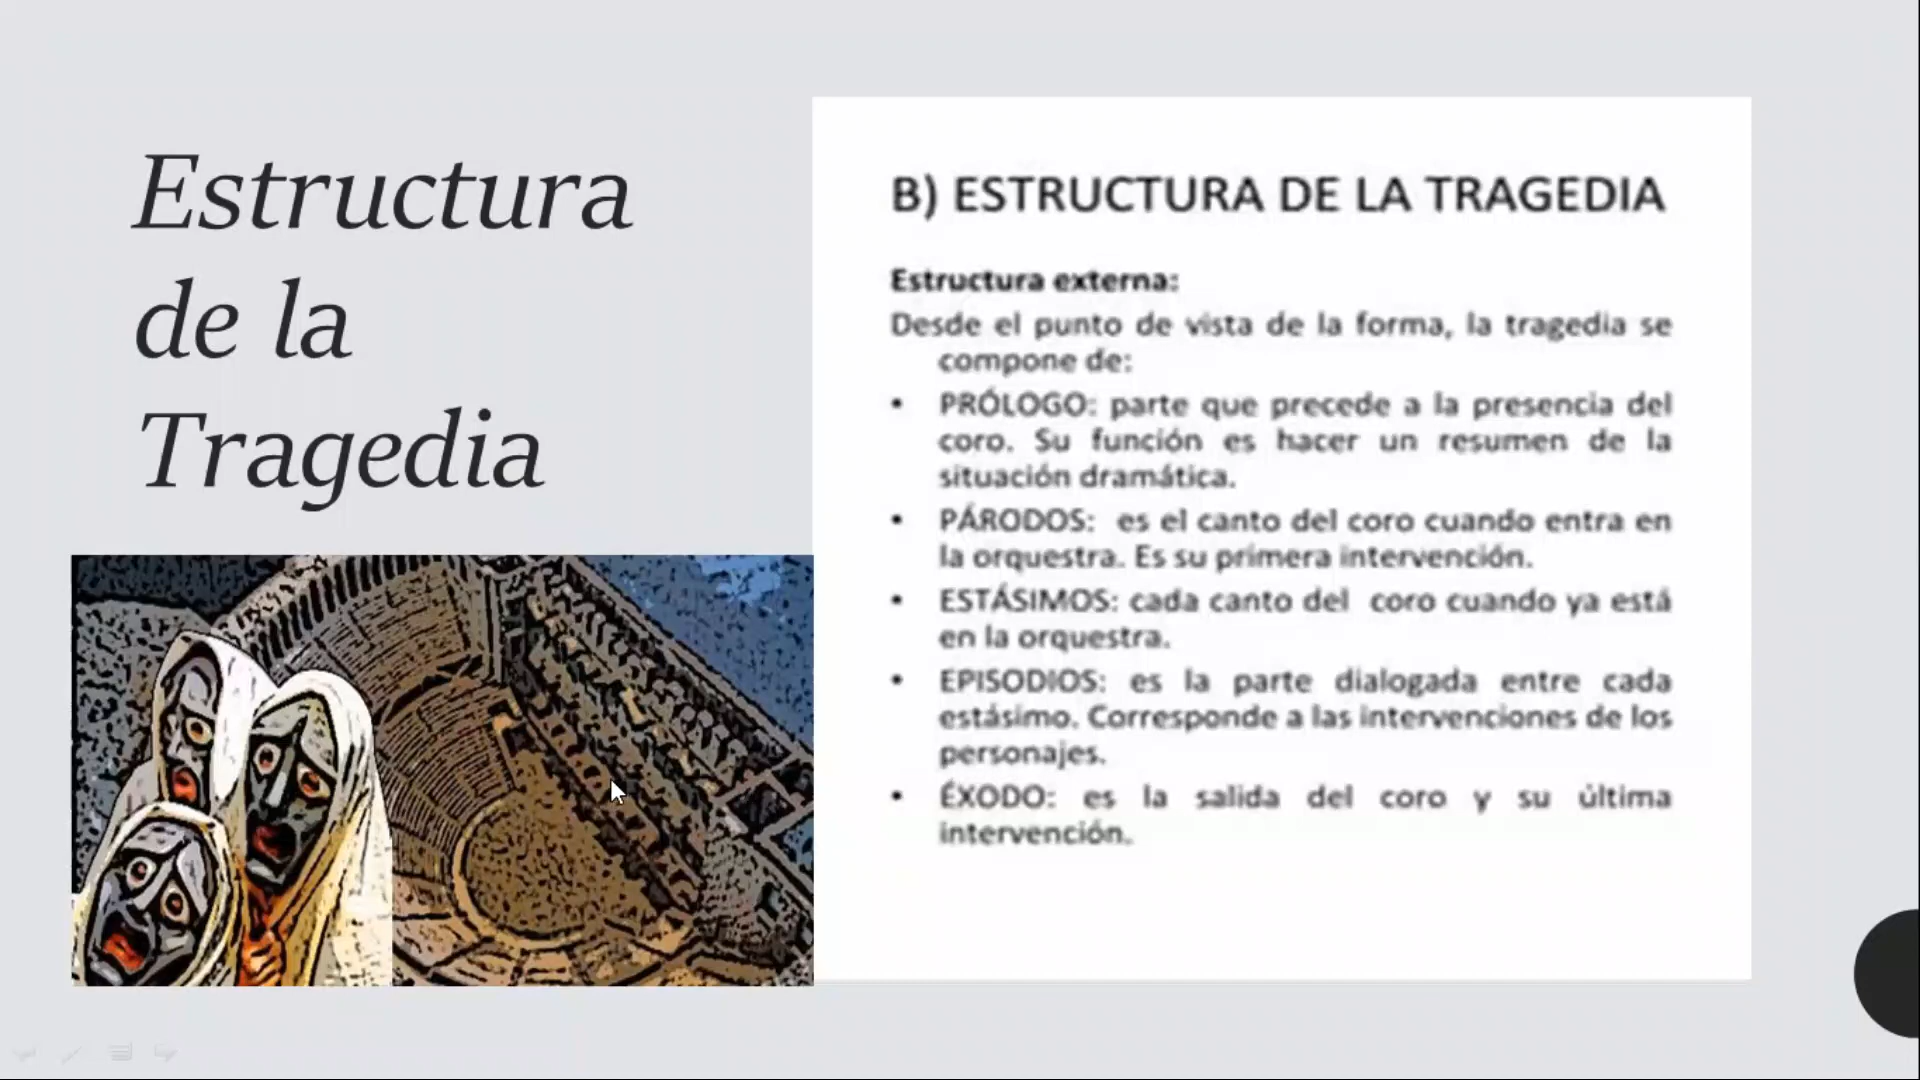 Estructura
de la
Tragedia
B) ESTRUCTURA DE LA TRAGEDIA
Estructura externa:
Desde el punto de vista de la forma, la tragedia se
compone de:
• PRÓLOGO: parte que precede a la presencia del
coro. Su función es hacer un resumen de la
situación dramática.
• PÁRODOS: es el canto del coro cuando entra en
la orquestra. Es su primera intervención.
• ESTÁSIMOS: cada canto del coro cuando ya está
en la orquestra.
• EPISODIOS: es la parte dialogada entre cada
estásimo. Corresponde a las intervenciones de los
personajes.
• ÉXODO: es la salida del coro y su última
intervención.